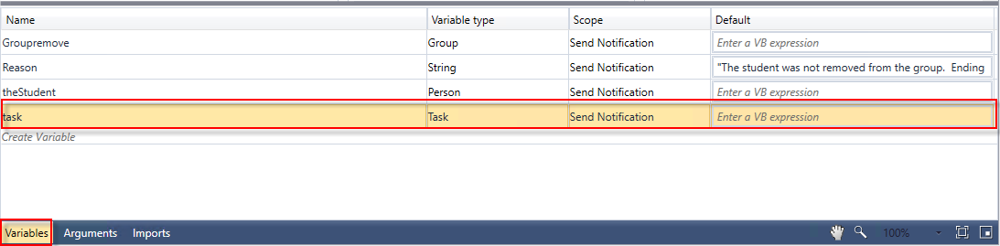 Name Variable type Scope Default
Groupremove Group Send Notification Enter a VB expression
Reason String Send Notification "The student was not removed from the group.  Ending
theStudent Person Send Notification Enter a VB expression
task Task Send Notification Enter a VB expression
Create Variable
Variables Arguments Imports 100%